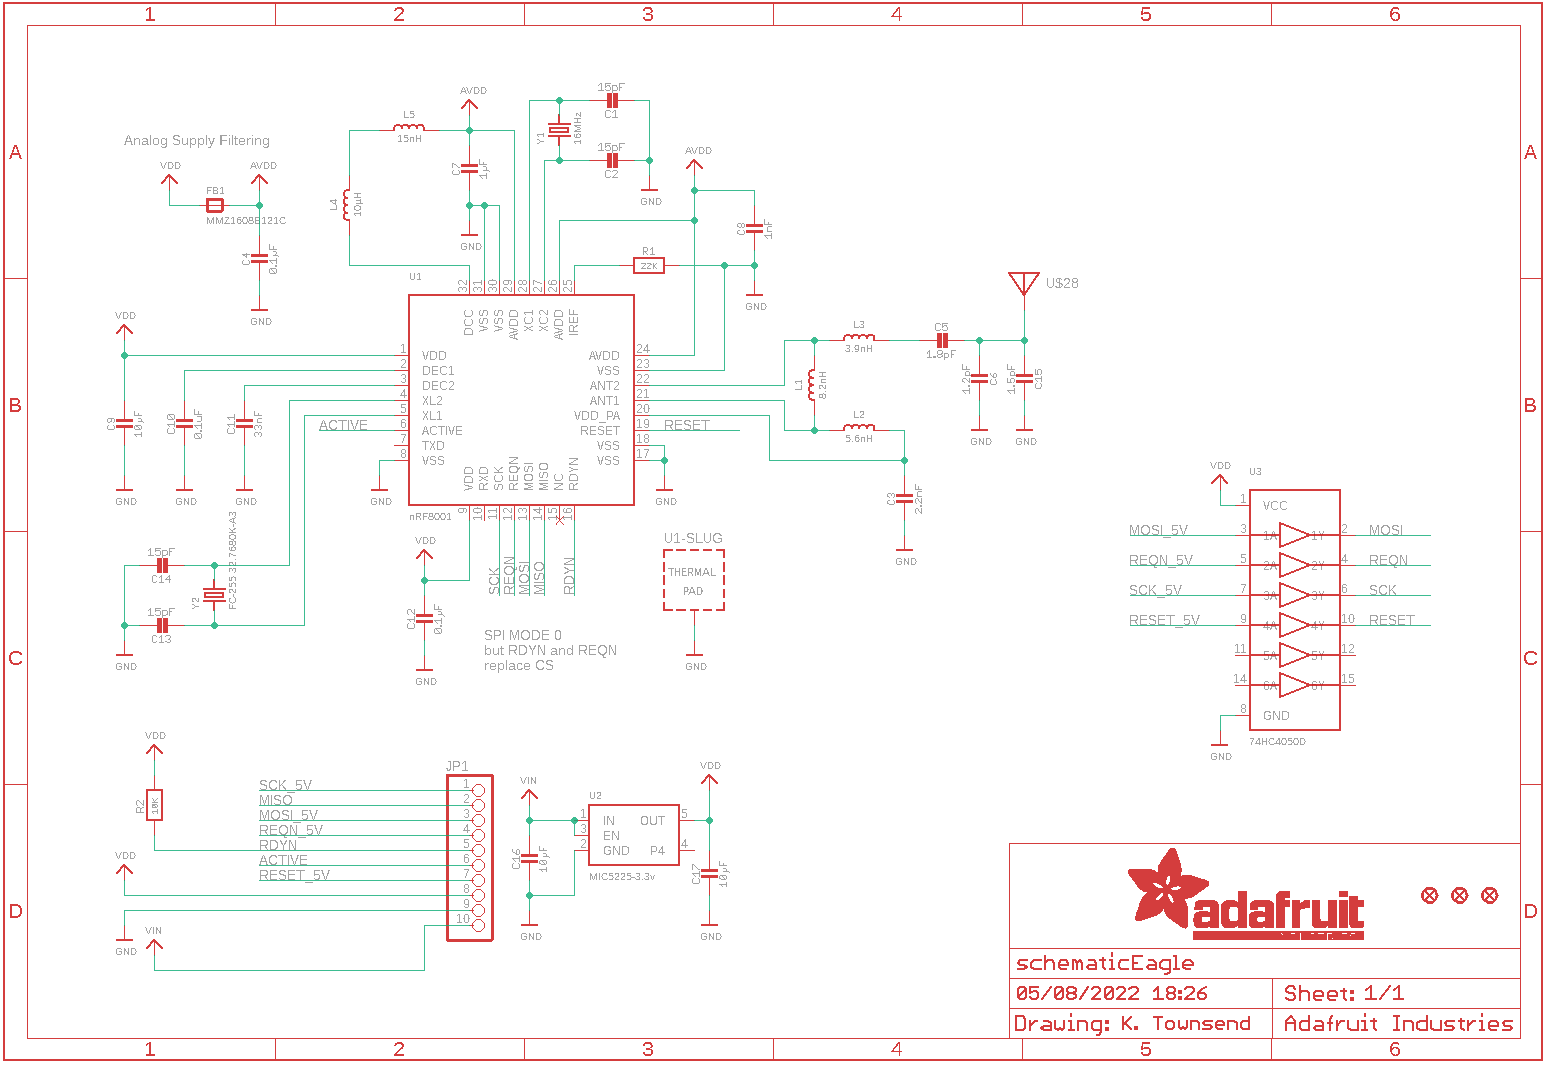 1 2 3 4 5 6
A
B
C
D
A
B
C
D
1 2 3 4 5 6
Analog Supply Filtering
VDD
AVDD
FB1
MMZ1608B121C
C4
0.1µF
GND
AVDD
L5
15nH
L4
10µH
C7
1µF
GND
15pF
C1
Y1
16MHz
15pF
C2
GND
AVDD
C8
1nF
R1
22K
GND
U1
32 31 30 29 28 27 26 25
DCC VSS VSS AVDD XC1 XC2 AVDD IREF
1 VDD
2 DEC1
3 DEC2
4 XL2
5 XL1
6 ACTIVE
7 TXD
8 VSS
AVDD 24
VSS 23
ANT2 22
ANT1 21
VDD_PA 20
RESET 19
VSS 18
VSS 17
VDD RXD SCK REQN MOSI MISO NC RDYN
9 10 11 12 13 14 15 16
nRF8001
ACTIVE
RESET
SCK
REQN
MOSI
MISO
RDYN
GND
GND
VDD
C9
10µF
C10
0.1uF
C11
33nF
GND
GND
GND
15pF
C14
Y2
FC-255 32.7680K-A3
15pF
C13
GND
VDD
C12
0.1µF
GND
SPI MODE 0
but RDYN and REQN
replace CS
U1-SLUG
THERMAL
PAD
GND
L1
8.2nH
L3
3.9nH
L2
5.6nH
C5
1.8pF
C6
1.2pF
C15
1.5pF
U$28
GND
GND
C3
2.2nF
GND
VDD
U3
1 VCC
MOSI_5V 3 1A 1Y 2 MOSI
REQN_5V 5 2A 2Y 4 REQN
SCK_5V 7 3A 3Y 6 SCK
RESET_5V 9 4A 4Y 10 RESET
11 5A 5Y 12
14 6A 6Y 15
8 GND
74HC4050D
GND
VDD
R2
10K
VDD
GND
VIN
JP1
SCK_5V 1
MISO 2
MOSI_5V 3
REQN_5V 4
RDYN 5
ACTIVE 6
RESET_5V 7
8
9
10
VIN
C16
10µF
GND
U2
1 IN OUT 5
3 EN
2 GND P4 4
MIC5225-3.3v
VDD
C17
10µF
GND
adafruit
schematicEagle
05/08/2022 18:26
Sheet: 1/1
Drawing: K. Townsend
Adafruit Industries